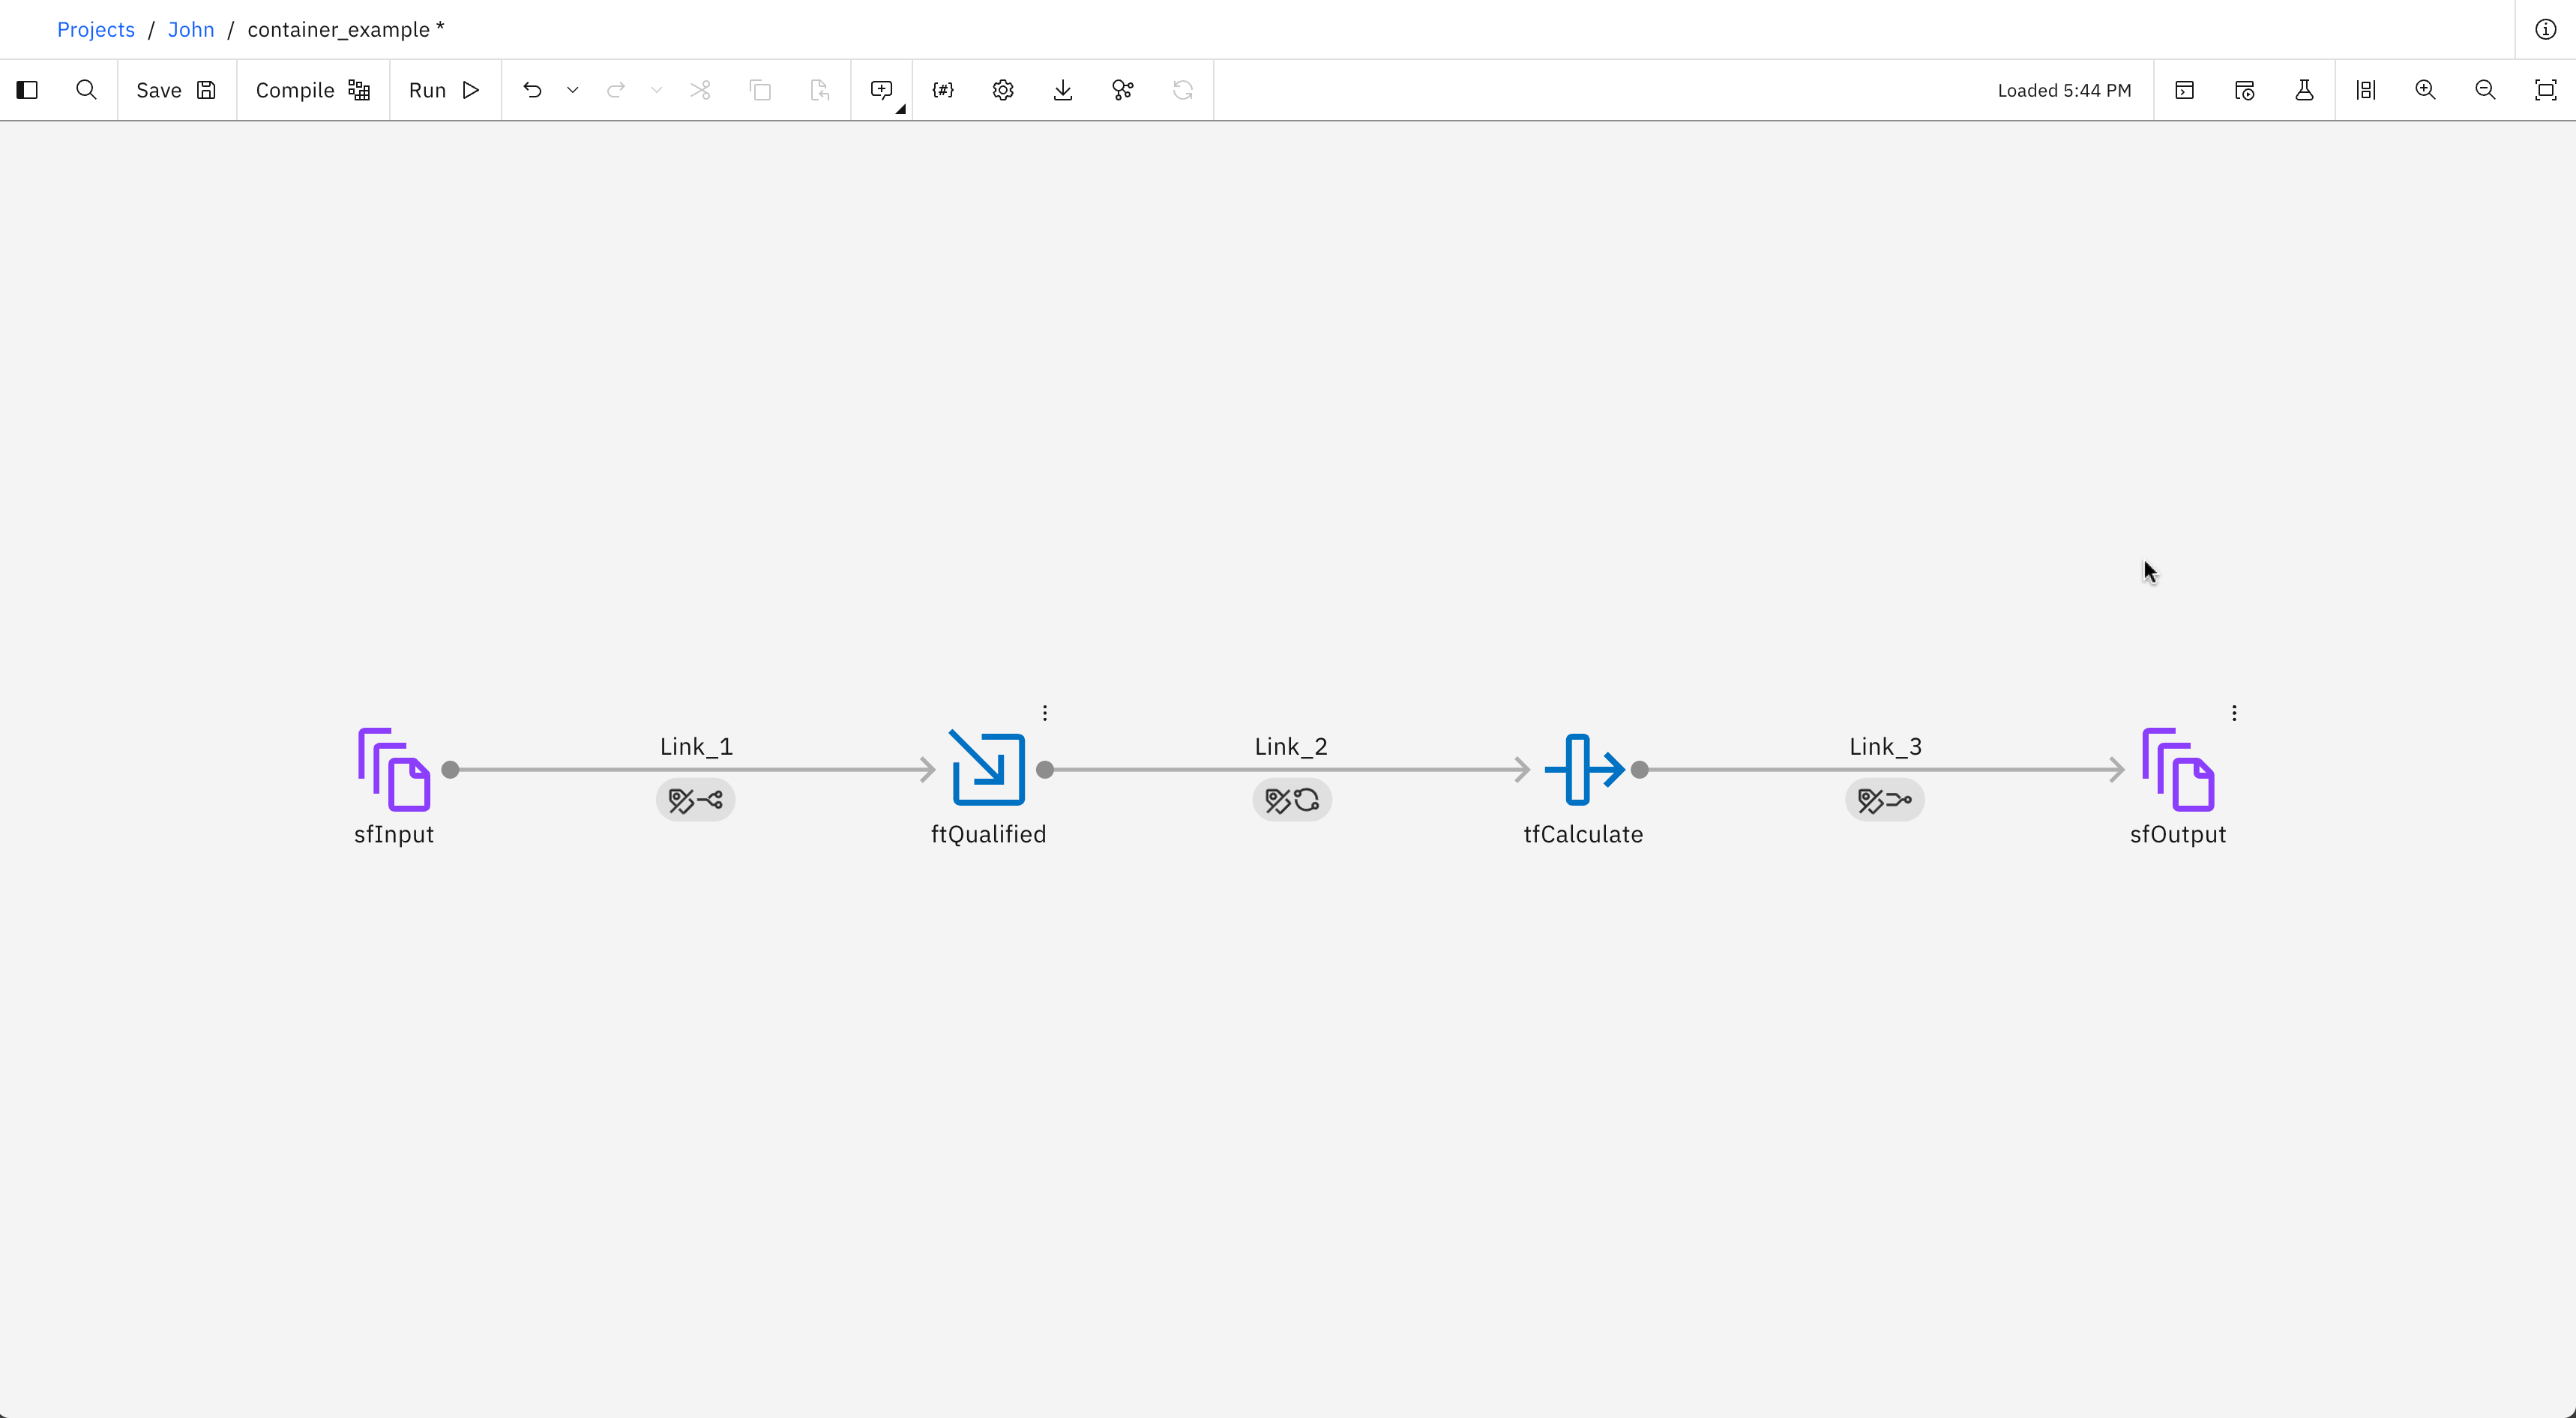 Projects / John / container_example *
Save Compile Run {#} Loaded 5:44 PM
Link_1 Link_2 Link_3
sfInput ftQualified tfCalculate sfOutput